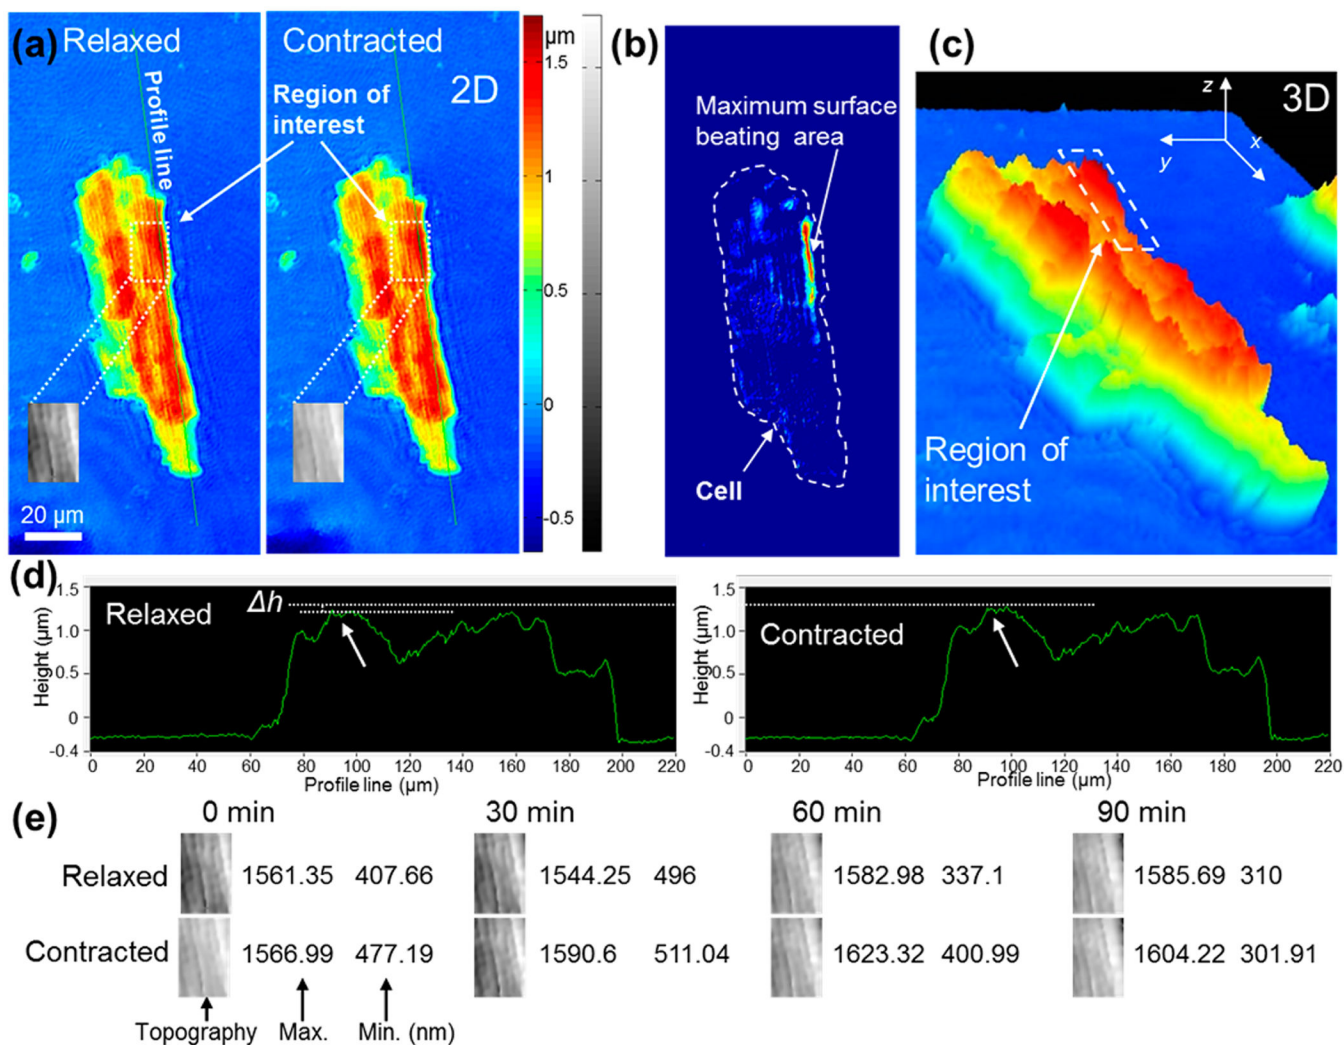 (a) Relaxed
Contracted
2D
Profile line
Region of
interest
20 µm
µm
1.5
1
0.5
0
-0.5
(b)
Maximum surface
beating area
Cell
(c)
3D
z
x
y
Region of
interest
(d)
Relaxed
Δh
Height (µm)
1.5
1.0
0.5
0
-0.4
0 20 40 60 80 100 120 140 160 180 200 220
Profile line (µm)
Contracted
Height (µm)
1.5
1.0
0.5
0
-0.4
0 20 40 60 80 100 120 140 160 180 200 220
Profile line (µm)
(e)
0 min 30 min 60 min 90 min
Relaxed 1561.35 407.66 1544.25 496 1582.98 337.1 1585.69 310
Contracted 1566.99 477.19 1590.6 511.04 1623.32 400.99 1604.22 301.91
Topography Max. Min. (nm)